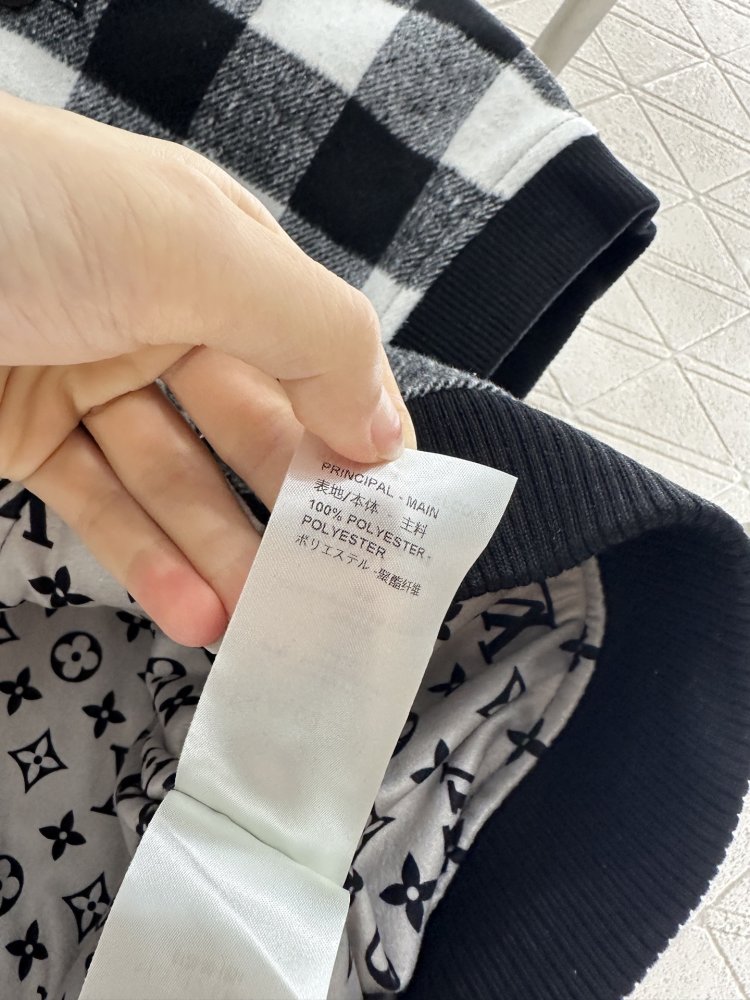 PRINCIPAL - MAIN
表地/本体 - 主料
100% POLYESTER
POLYESTER
ポリエステル - 聚酯纤维